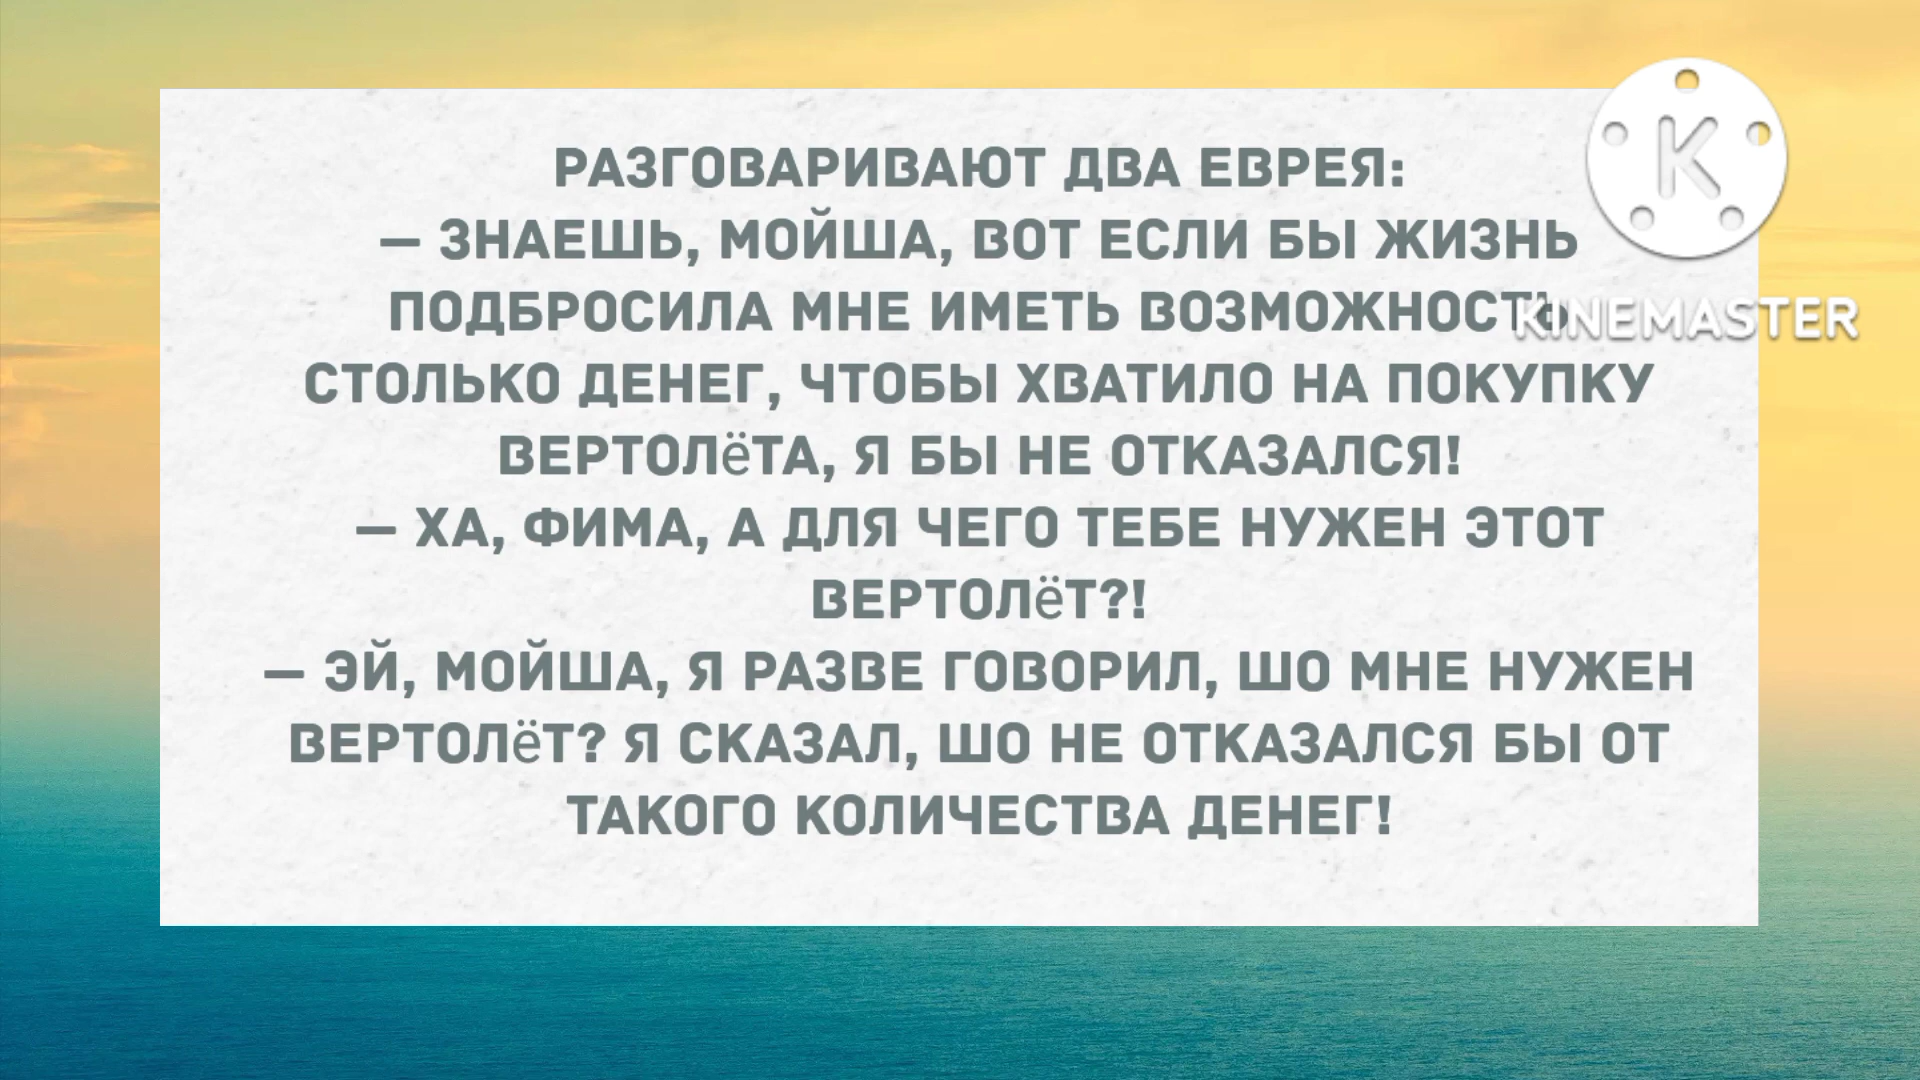 РАЗГОВАРИВАЮТ ДВА ЕВРЕЯ:
— ЗНАЕШЬ, МОЙША, ВОТ ЕСЛИ БЫ ЖИЗНЬ
ПОДБРОСИЛА МНЕ ИМЕТЬ ВОЗМОЖНОСТЬ
СТОЛЬКО ДЕНЕГ, ЧТОБЫ ХВАТИЛО НА ПОКУПКУ
ВЕРТОЛёТА, Я БЫ НЕ ОТКАЗАЛСЯ!
— ХА, ФИМА, А ДЛЯ ЧЕГО ТЕБЕ НУЖЕН ЭТОТ
ВЕРТОЛёТ?!
— ЭЙ, МОЙША, Я РАЗВЕ ГОВОРИЛ, ШО МНЕ НУЖЕН
ВЕРТОЛёТ? Я СКАЗАЛ, ШО НЕ ОТКАЗАЛСЯ БЫ ОТ
ТАКОГО КОЛИЧЕСТВА ДЕНЕГ!
K
KINEMASTER